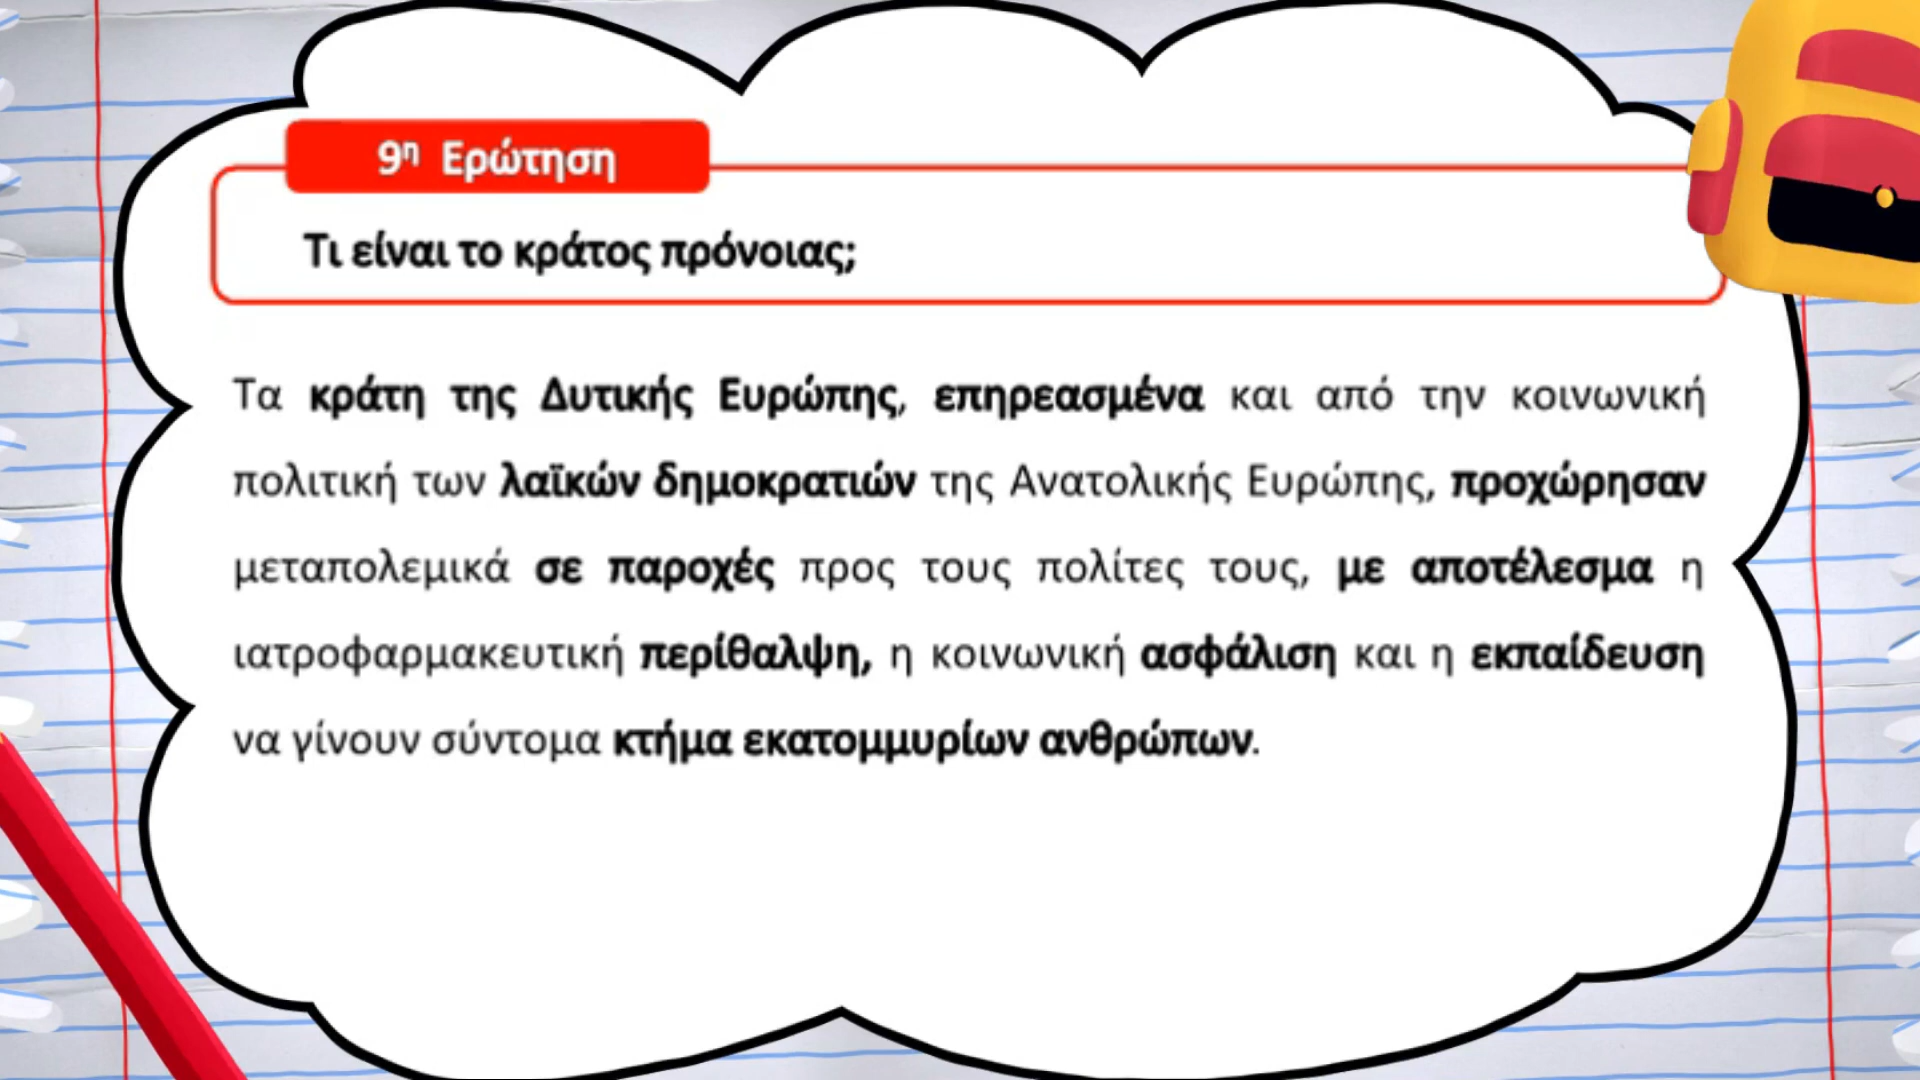 9η Ερώτηση
Τι είναι το κράτος πρόνοιας;
Τα κράτη της Δυτικής Ευρώπης, επηρεασμένα και από την κοινωνική
πολιτική των λαϊκών δημοκρατιών της Ανατολικής Ευρώπης, προχώρησαν
μεταπολεμικά σε παροχές προς τους πολίτες τους, με αποτέλεσμα η
ιατροφαρμακευτική περίθαλψη, η κοινωνική ασφάλιση και η εκπαίδευση
να γίνουν σύντομα κτήμα εκατομμυρίων ανθρώπων.